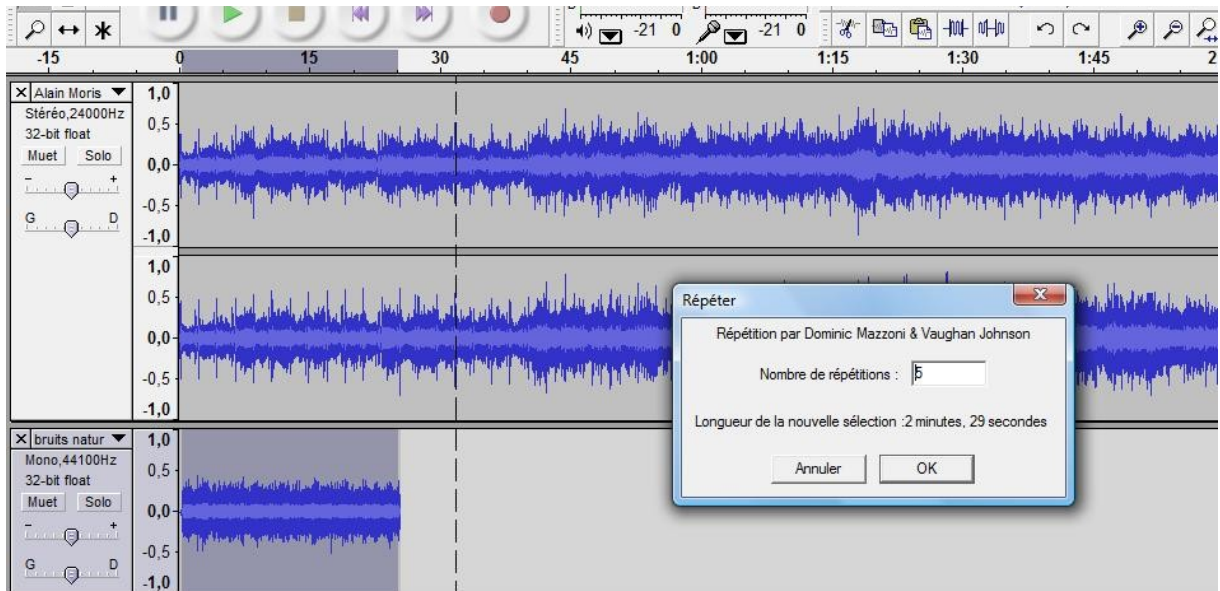 -21 0 -21 0
-15 0 15 30 45 1:00 1:15 1:30 1:45 2
X Alain Moris
Stéréo,24000Hz
32-bit float
Muet Solo
- +
G D
1,0
0,5
0,0
-0,5
-1,0
1,0
0,5
0,0
-0,5
-1,0
Répéter
X
Répétition par Dominic Mazzoni & Vaughan Johnson
Nombre de répétitions : 5
Longueur de la nouvelle sélection :2 minutes, 29 secondes
Annuler OK
X bruits natur
Mono,44100Hz
32-bit float
Muet Solo
- +
G D
1,0
0,5
0,0
-0,5
-1,0